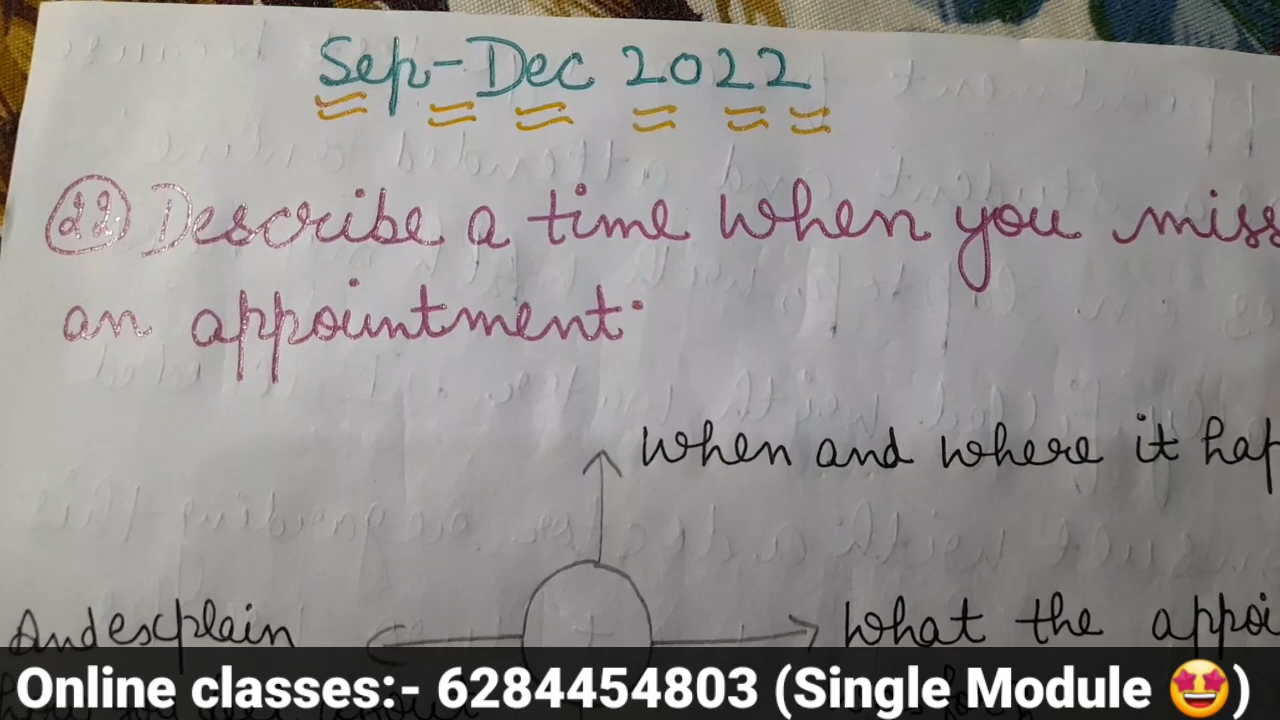 Sep-Dec 2022
22 Describe a time when you miss
an appointment.
When and where it hap
And explain
What the appoi
Online classes:- 6284454803 (Single Module 🤩)